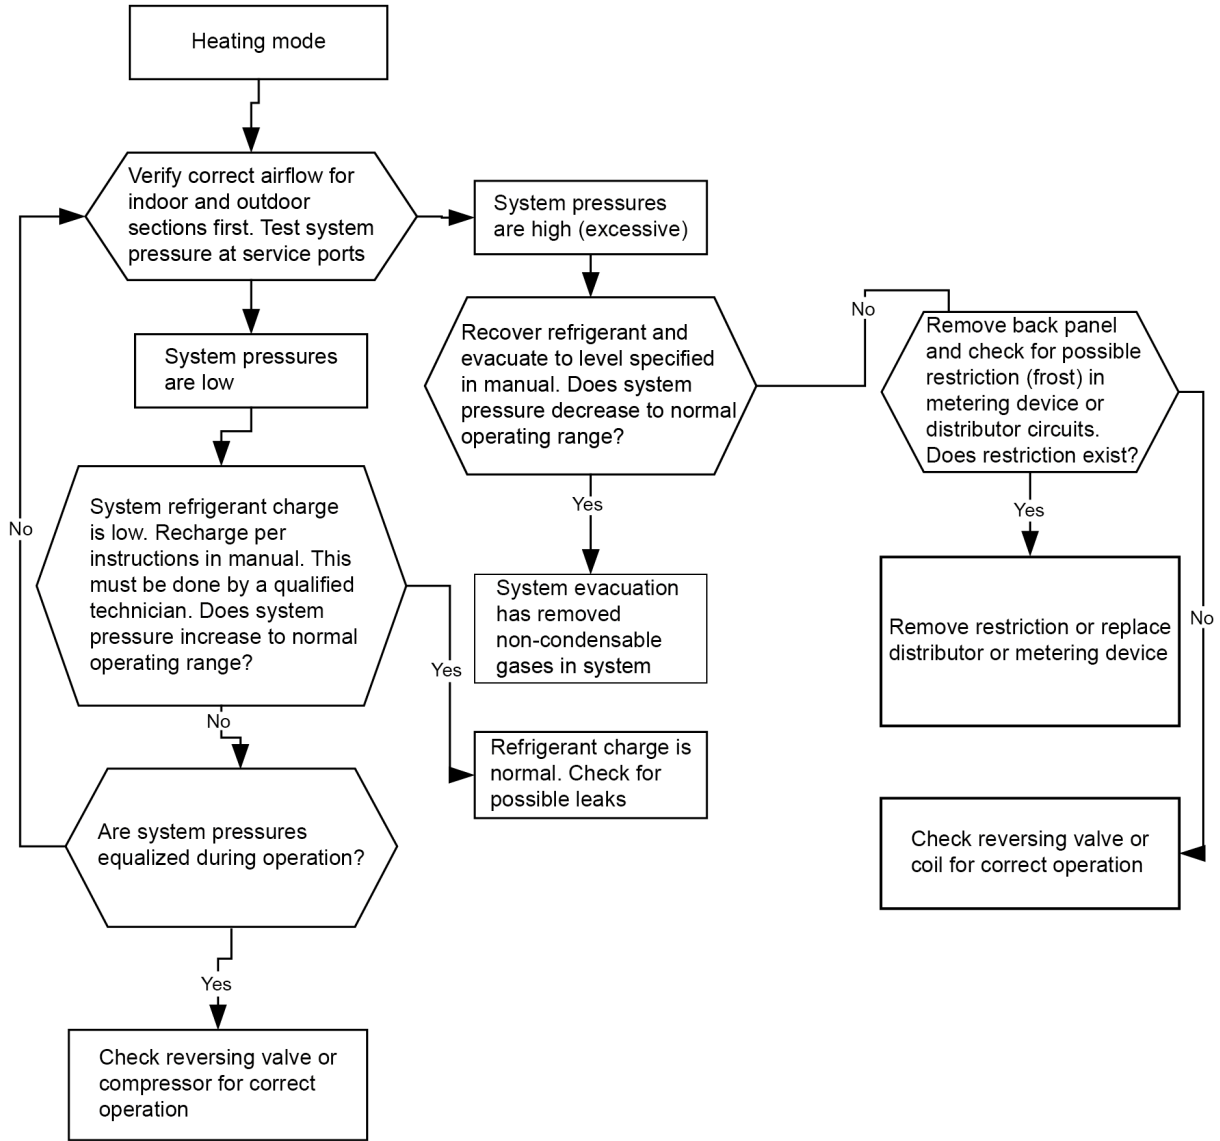 Heating mode
Verify correct airflow for
indoor and outdoor
sections first. Test system
pressure at service ports
System pressures
are high (excessive)
System pressures
are low
Recover refrigerant and
evacuate to level specified
in manual. Does system
pressure decrease to normal
operating range?
No
Remove back panel
and check for possible
restriction (frost) in
metering device or
distributor circuits.
Does restriction exist?
System refrigerant charge
is low. Recharge per
instructions in manual. This
must be done by a qualified
technician. Does system
pressure increase to normal
operating range?
No
Yes
Yes
System evacuation
has removed
non-condensable
gases in system
Remove restriction or replace
distributor or metering device
No
Yes
No
Refrigerant charge is
normal. Check for
possible leaks
Are system pressures
equalized during operation?
Check reversing valve or
coil for correct operation
Yes
Check reversing valve or
compressor for correct
operation